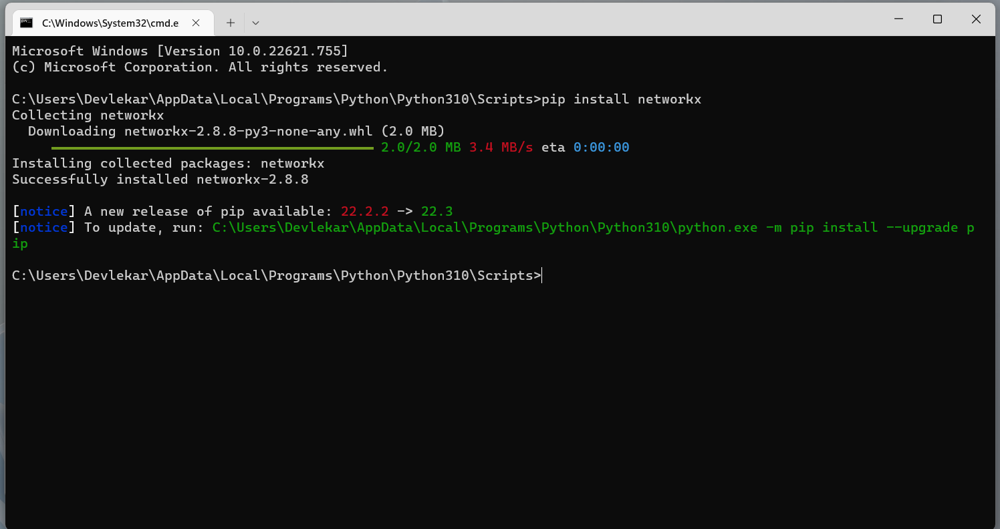 C:\Windows\System32\cmd.e
Microsoft Windows [Version 10.0.22621.755]
(c) Microsoft Corporation. All rights reserved.
C:\Users\Devlekar\AppData\Local\Programs\Python\Python310\Scripts>pip install networkx
Collecting networkx
  Downloading networkx-2.8.8-py3-none-any.whl (2.0 MB)
2.0/2.0 MB 3.4 MB/s eta 0:00:00
Installing collected packages: networkx
Successfully installed networkx-2.8.8
[notice] A new release of pip available: 22.2.2 -> 22.3
[notice] To update, run: C:\Users\Devlekar\AppData\Local\Programs\Python\Python310\python.exe -m pip install --upgrade p
ip
C:\Users\Devlekar\AppData\Local\Programs\Python\Python310\Scripts>